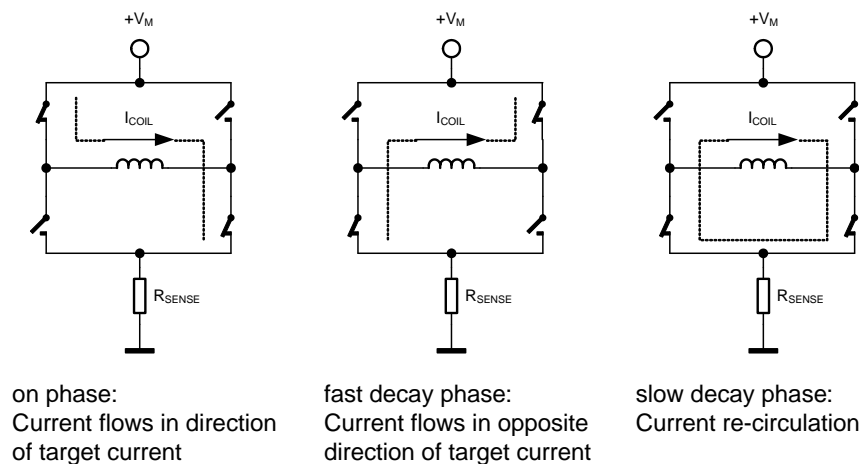 +VM
+VM
+VM
ICOIL
ICOIL
ICOIL
RSENSE
RSENSE
RSENSE
on phase:
Current flows in direction
of target current
fast decay phase:
Current flows in opposite
direction of target current
slow decay phase:
Current re-circulation